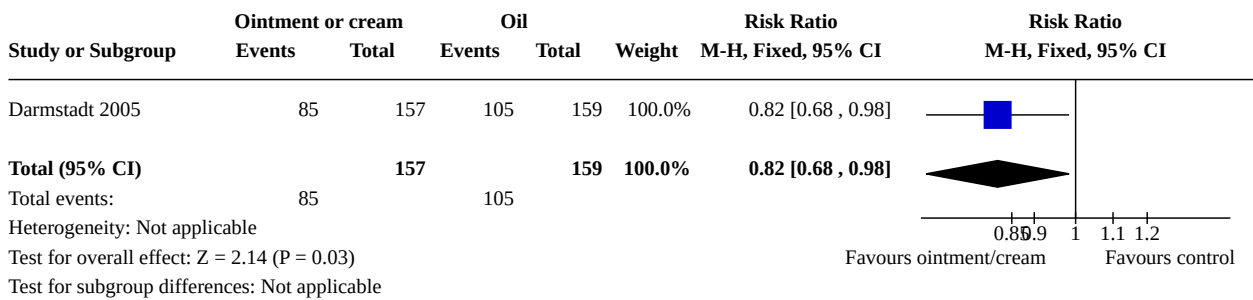 Ointment or cream Oil Risk Ratio Risk Ratio
Study or Subgroup Events Total Events Total Weight M-H, Fixed, 95% CI M-H, Fixed, 95% CI
Darmstadt 2005 85 157 105 159 100.0% 0.82 [0.68 , 0.98]
Total (95% CI) 157 159 100.0% 0.82 [0.68 , 0.98]
Total events: 85 105
Heterogeneity: Not applicable
0.85 0.9 1 1.1 1.2
Test for overall effect: Z = 2.14 (P = 0.03) Favours ointment/cream Favours control
Test for subgroup differences: Not applicable